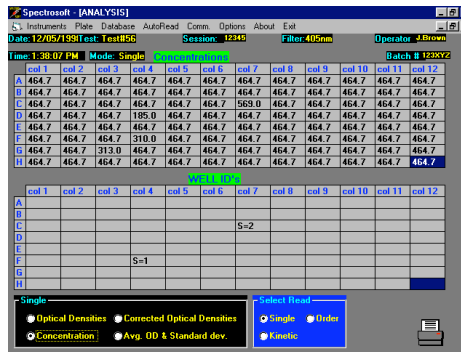 Spectrosoft - [ANALYSIS]
Instruments Plate Database AutoRead Comm. Options About Exit
Date: 12/05/1991 Test: Test#56 Session: 12345 Filter: 405nm Operator J.Brown
Time: 1:38:07 PM Mode: Single Concentrations Batch # 123XYZ
col 1 col 2 col 3 col 4 col 5 col 6 col 7 col 8 col 9 col 10 col 11 col 12
A 464.7 464.7 464.7 464.7 464.7 464.7 464.7 464.7 464.7 464.7 464.7 464.7
B 464.7 464.7 464.7 464.7 464.7 464.7 464.7 464.7 464.7 464.7 464.7 464.7
C 464.7 464.7 464.7 464.7 464.7 464.7 569.0 464.7 464.7 464.7 464.7 464.7
D 464.7 464.7 464.7 185.0 464.7 464.7 464.7 464.7 464.7 464.7 464.7 464.7
E 464.7 464.7 464.7 464.7 464.7 464.7 464.7 464.7 464.7 464.7 464.7 464.7
F 464.7 464.7 464.7 310.0 464.7 464.7 464.7 464.7 464.7 464.7 464.7 464.7
G 464.7 464.7 313.0 464.7 464.7 464.7 464.7 464.7 464.7 464.7 464.7 464.7
H 464.7 464.7 464.7 464.7 464.7 464.7 464.7 464.7 464.7 464.7 464.7 464.7
WELL ID's
col 1 col 2 col 3 col 4 col 5 col 6 col 7 col 8 col 9 col 10 col 11 col 12
A
B
C S=2
D
E
F S=1
G
H
Single Select Read
Optical Densities Corrected Optical Densities Single Order
Concentration Avg. OD & Standard dev. Kinetic